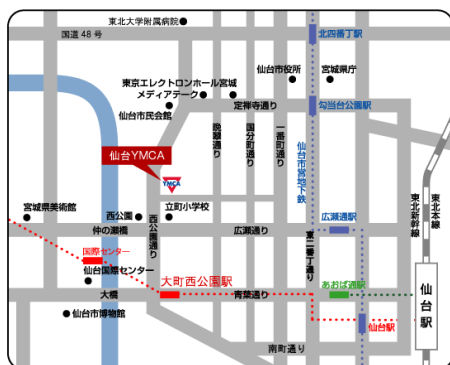 東北大学附属病院
国道48号
北四番丁駅
東京エレクトロンホール宮城
仙台市役所
宮城県庁
メディアテーク
定禅寺通り
勾当台公園駅
仙台市民会館
晩翠通り
国分町通り
一番町通り
仙台市営地下鉄
仙台YMCA
YMCA
宮城県美術館
西公園
立町小学校
西公園通り
東二番丁通り
東北新幹線
東北本線
仲の瀬橋
広瀬通り
広瀬通駅
国際センター
仙台国際センター
大町西公園駅
あおば通駅
大橋
青葉通り
仙台駅
仙台市博物館
仙台駅
南町通り